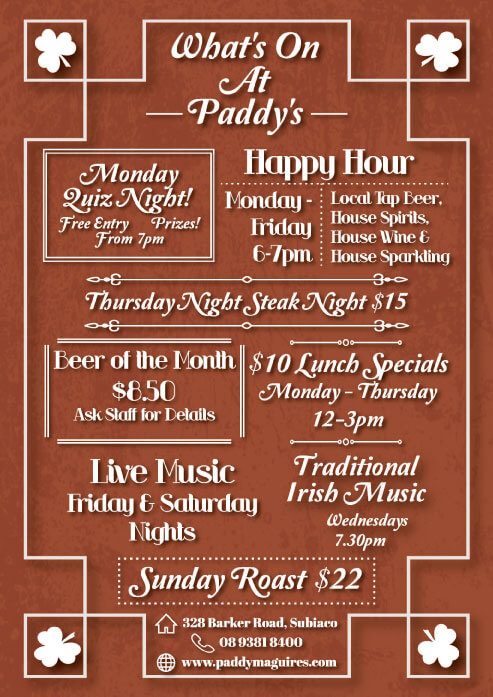 What's On
At
Paddy's
Monday
Quiz Night!
Free Entry Prizes!
From 7pm
Happy Hour
Monday -
Friday
6-7pm
Local Tap Beer,
House Spirits,
House Wine &
House Sparkling
Thursday Night Steak Night $15
Beer of the Month
$8.50
Ask Staff for Details
$10 Lunch Specials
Monday - Thursday
12-3pm
Live Music
Friday & Saturday
Nights
Traditional
Irish Music
Wednesdays
7.30pm
Sunday Roast $22
328 Barker Road, Subiaco
08 9381 8400
www.paddymaguires.com